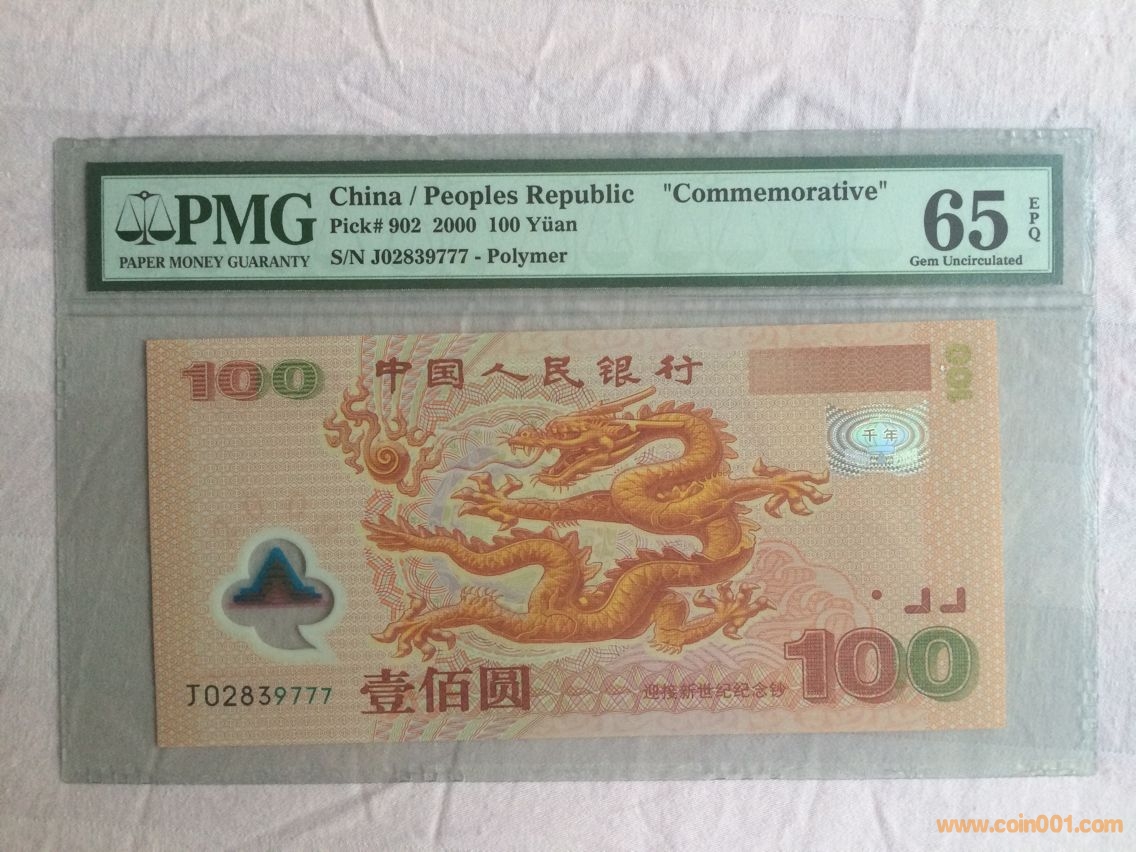 PMG
PAPER MONEY GUARANTY
China / Peoples Republic "Commemorative"
Pick# 902 2000 100 Yüan
S/N J02839777 - Polymer
65 EPQ
Gem Uncirculated
100 中国人民银行 100
千年
J02839777
壹佰圆
迎接新世纪纪念钞
100
www.coin001.com